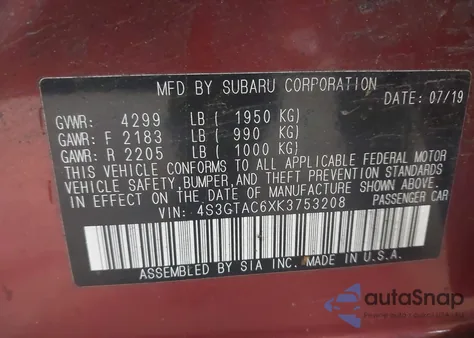 MFD BY SUBARU CORPORATION
DATE: 07/19
GVWR: 4299 LB ( 1950 KG)
GAWR: F 2183 LB ( 990 KG)
GAWR: R 2205 LB ( 1000 KG)
THIS VEHICLE CONFORMS TO ALL APPLICABLE FEDERAL MOTOR
VEHICLE SAFETY,BUMPER,AND THEFT PREVENTION STANDARDS
IN EFFECT ON THE DATE OF MANUFACTURE SHOWN ABOVE.
VIN: 4S3GTAC6XK3753208 PASSENGER CAR
ASSEMBLED BY SIA INC. MADE IN U.S.A.
autoSnap